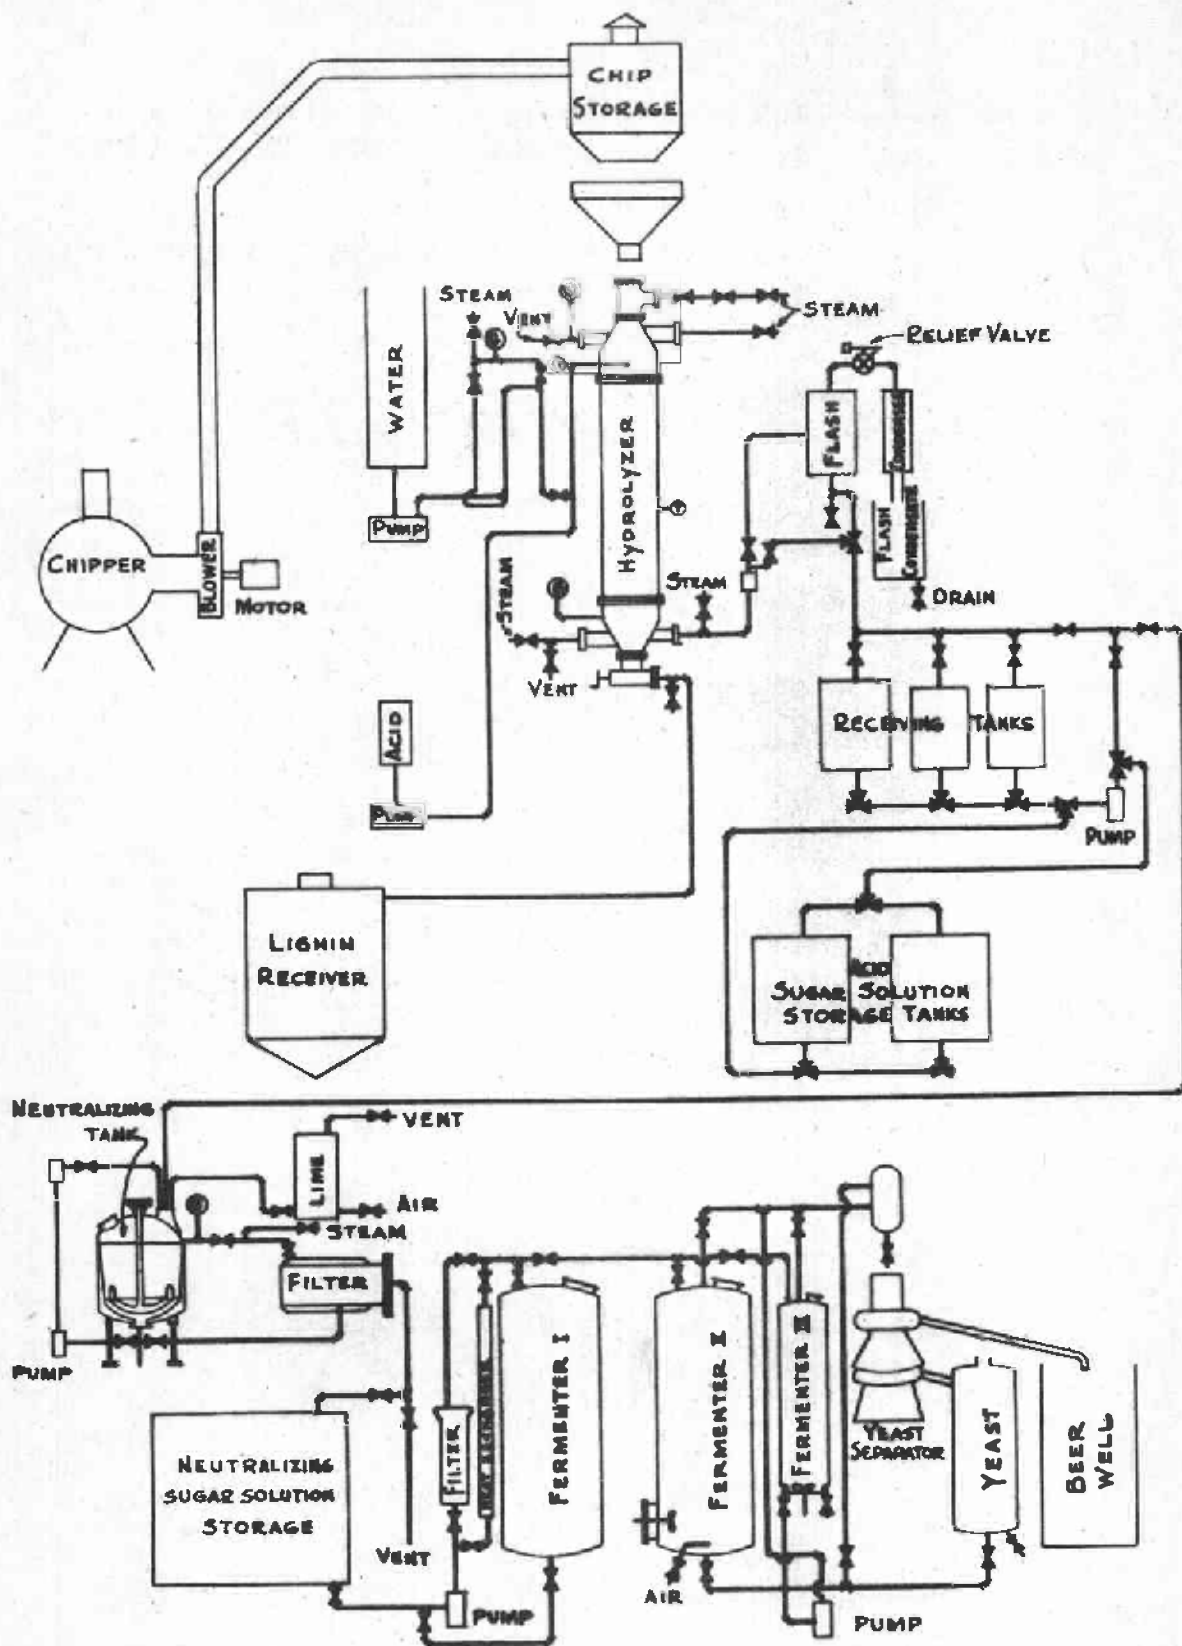 CHIP
STORAGE
STEAM
VENT
STEAM
RELIEF VALVE
WATER
HYDROLYZER
FLASH
CONDENSER
FLASH
CONDENSATE
PUMP
CHIPPER
BLOWER
MOTOR
STEAM
STEAM
DRAIN
VENT
ACID
PUMP
RECEIVING TANKS
PUMP
LIGNIN
RECEIVER
ACID
SUGAR SOLUTION
STORAGE TANKS
NEUTRALIZING
TANK
VENT
LIME
AIR
STEAM
FILTER
PUMP
NEUTRALIZING
SUGAR SOLUTION
STORAGE
VENT
FILTER
HEAT EXCHANGER
FERMENTER I
PUMP
FERMENTER II
AIR
FERMENTER III
PUMP
YEAST
SEPARATOR
YEAST
BEER
WELL